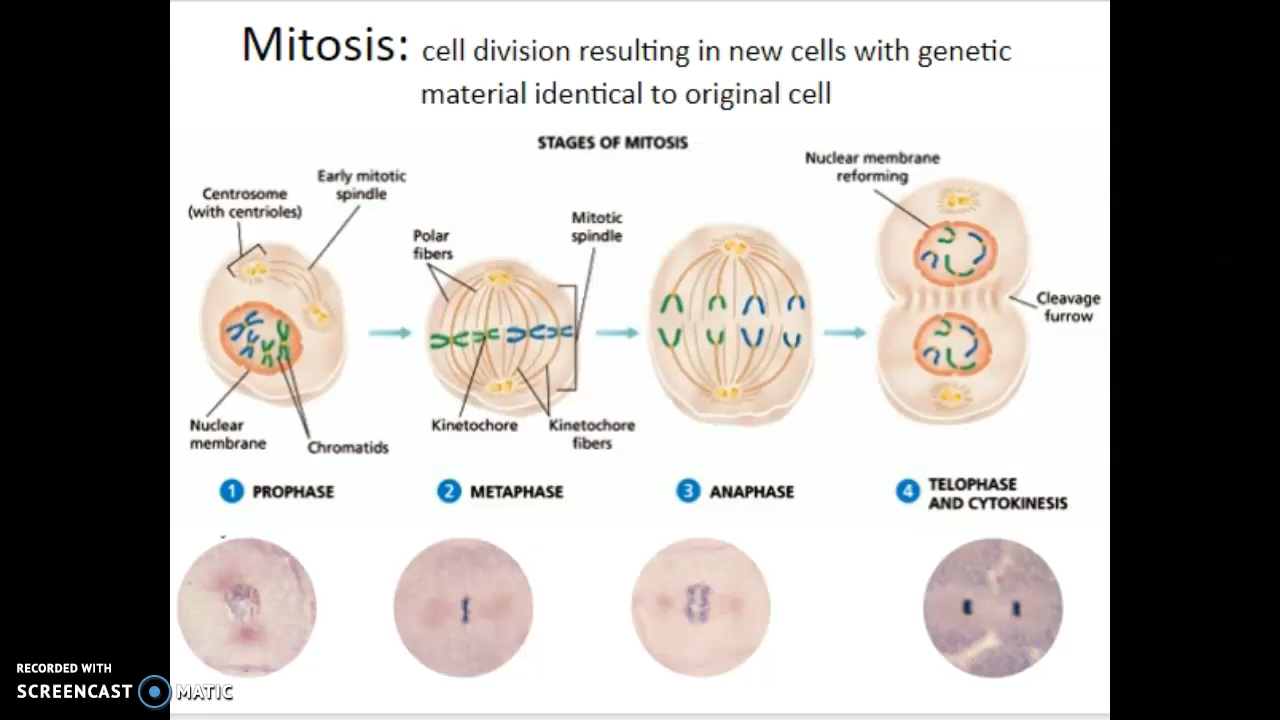 Mitosis: cell division resulting in new cells with genetic
material identical to original cell
STAGES OF MITOSIS
Centrosome
(with centrioles)
Early mitotic
spindle
Nuclear
membrane
Chromatids
Polar
fibers
Mitotic
spindle
Kinetochore
Kinetochore
fibers
Nuclear membrane
reforming
Cleavage
furrow
1 PROPHASE
2 METAPHASE
3 ANAPHASE
4 TELOPHASE
AND CYTOKINESIS
RECORDED WITH
SCREENCAST MATIC